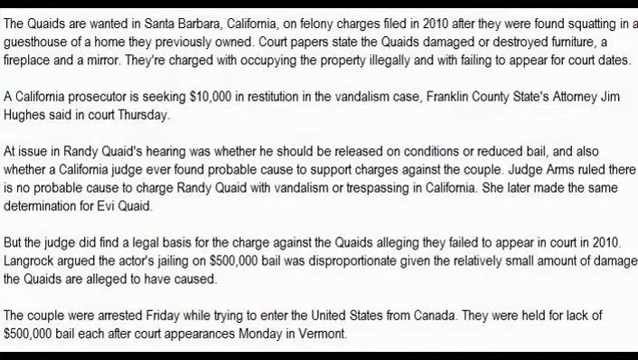 The Quaids are wanted in Santa Barbara, California, on felony charges filed in 2010 after they were found squatting in a
guesthouse of a home they previously owned. Court papers state the Quaids damaged or destroyed furniture, a
fireplace and a mirror. They're charged with occupying the property illegally and with failing to appear for court dates.
A California prosecutor is seeking $10,000 in restitution in the vandalism case, Franklin County State's Attorney Jim
Hughes said in court Thursday.
At issue in Randy Quaid's hearing was whether he should be released on conditions or reduced bail, and also
whether a California judge ever found probable cause to support charges against the couple. Judge Arms ruled there
is no probable cause to charge Randy Quaid with vandalism or trespassing in California. She later made the same
determination for Evi Quaid.
But the judge did find a legal basis for the charge against the Quaids alleging they failed to appear in court in 2010.
Langrock argued the actor's jailing on $500,000 bail was disproportionate given the relatively small amount of damage
the Quaids are alleged to have caused.
The couple were arrested Friday while trying to enter the United States from Canada. They were held for lack of
$500,000 bail each after court appearances Monday in Vermont.